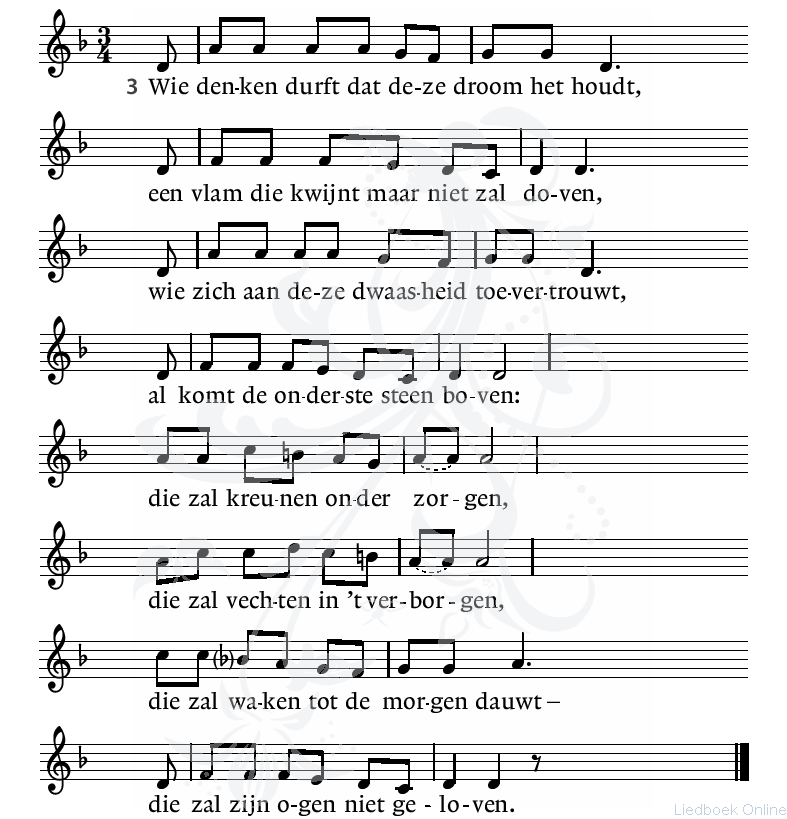 3 Wie den-ken durft dat de-ze droom het houdt,
een vlam die kwijnt maar niet zal do-ven,
wie zich aan de-ze dwaas-heid toe-ver-trouwt,
al komt de on-der-ste steen bo-ven:
die zal kreu-nen on-der zor-gen,
die zal vech-ten in 't ver-bor-gen,
die zal wa-ken tot de mor-gen dauwt–
die zal zijn o-gen niet ge-lo-ven.
Liedboek Online